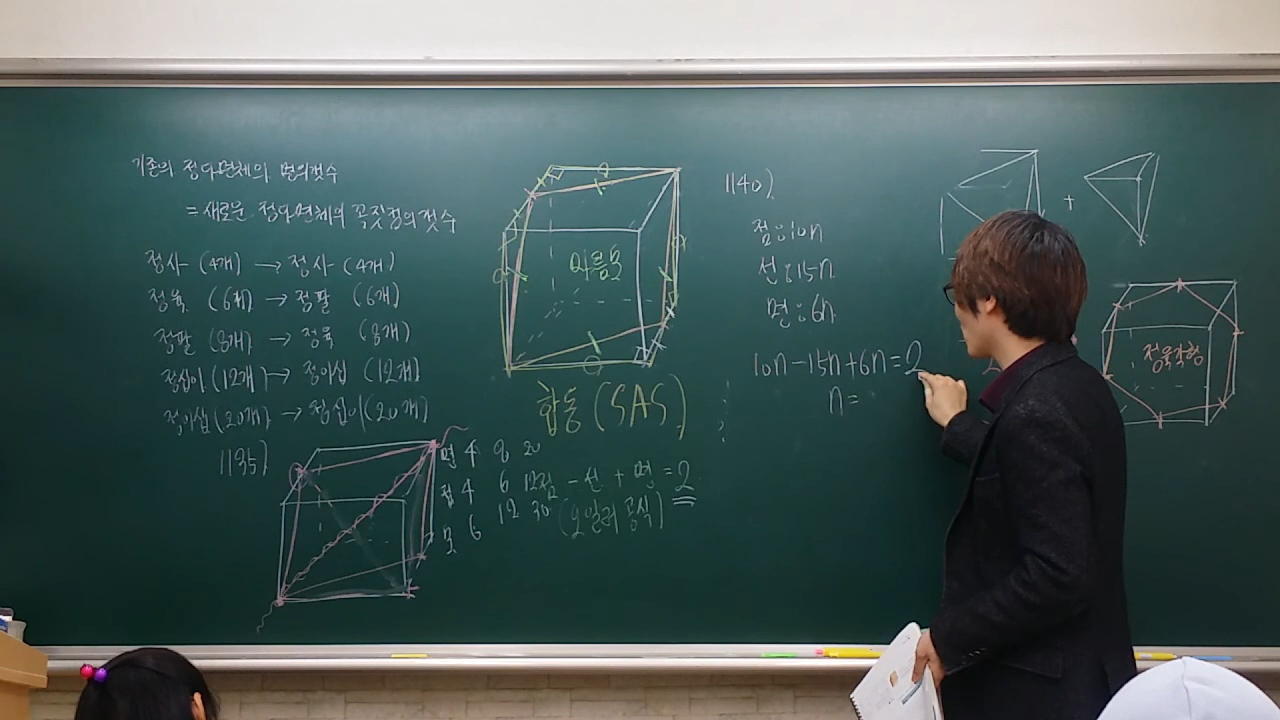 기존의 정다면체의 면의갯수
= 새로운 정다면체의 꼭짓점의갯수
정사 (4개) → 정사 (4개)
정육 (6개) → 정팔 (6개)
정팔 (8개) → 정육 (8개)
정십이 (12개) → 정이십 (12개)
정이십 (20개) → 정십이 (20개)
1135)
마름모
합동 (SAS)
면 4 8 20
점 4 6 12 점 - 선 + 면 = 2
모 6 12 30 (오일러 공식)
1140)
점 : 10n
선 : 15n
면 : 6n
10n - 15n + 6n = 2
n =
+
정육각형